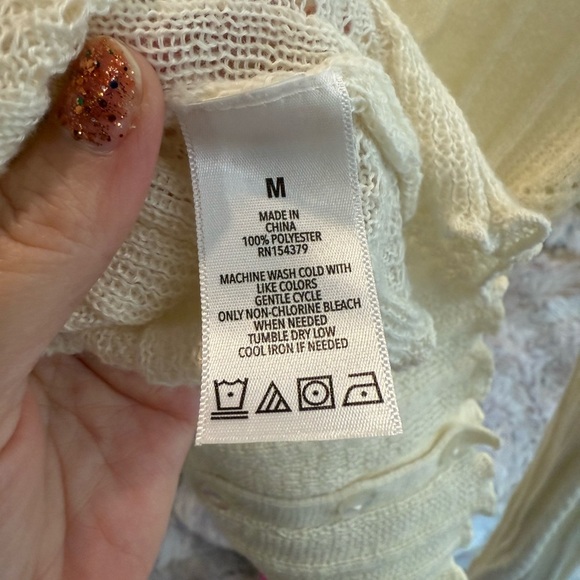 M
MADE IN
CHINA
100% POLYESTER
RN154379
MACHINE WASH COLD WITH
LIKE COLORS
GENTLE CYCLE
ONLY NON-CHLORINE BLEACH
WHEN NEEDED
TUMBLE DRY LOW
COOL IRON IF NEEDED